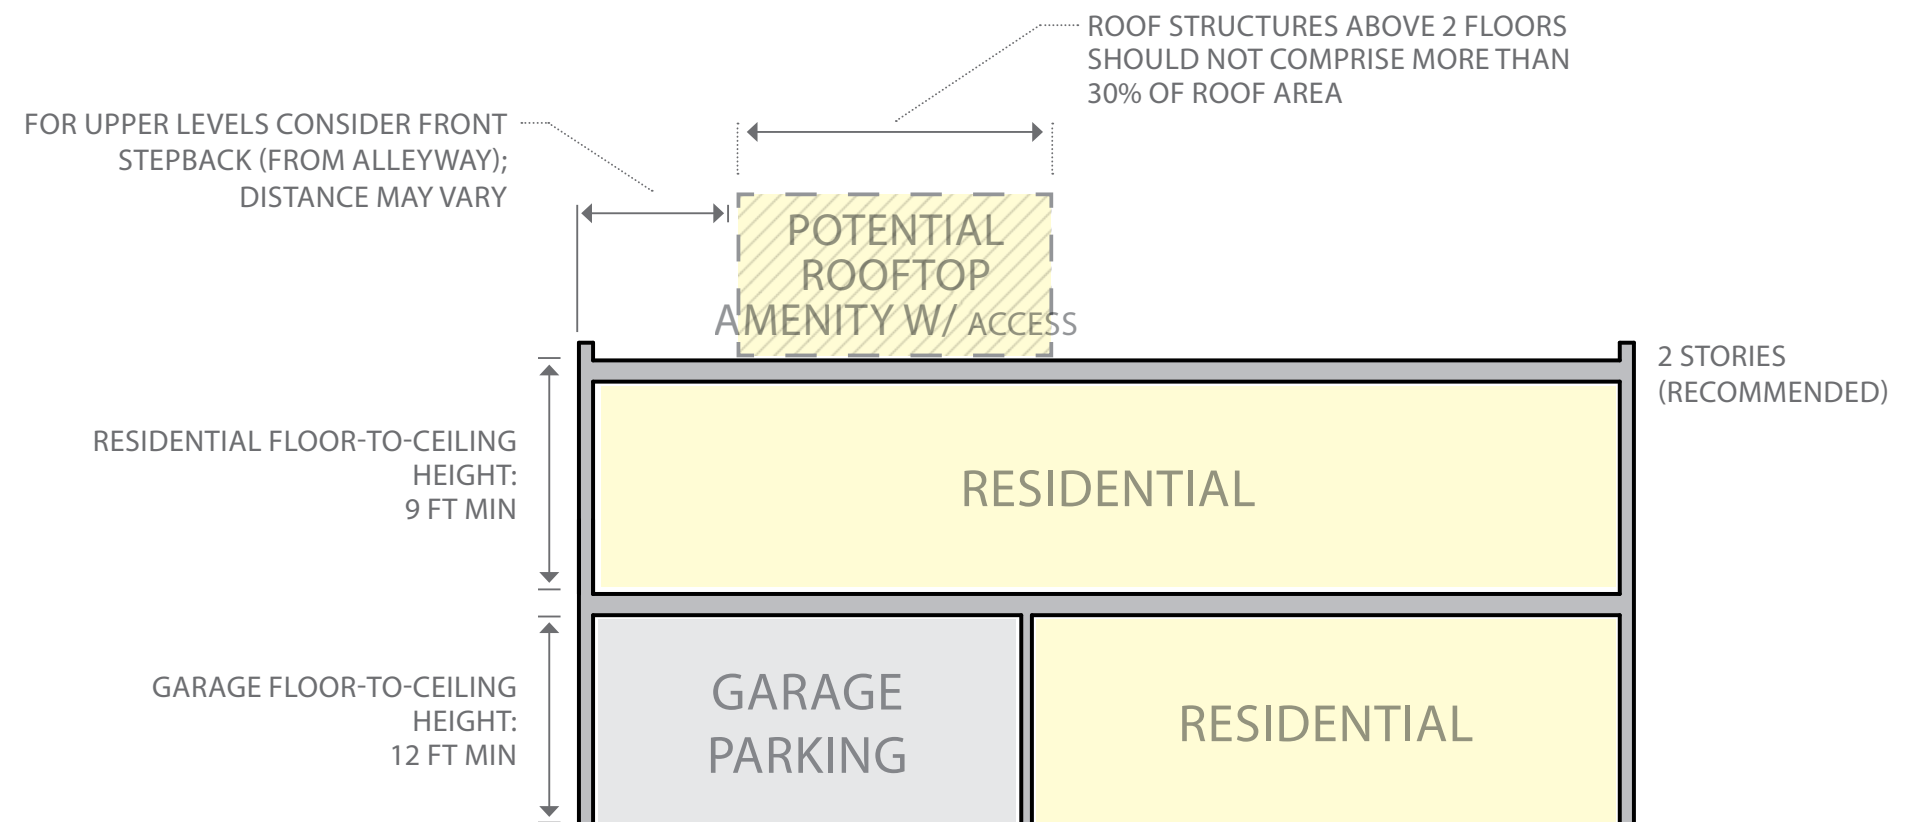 ROOF STRUCTURES ABOVE 2 FLOORS
SHOULD NOT COMPRISE MORE THAN
30% OF ROOF AREA
FOR UPPER LEVELS CONSIDER FRONT
STEPBACK (FROM ALLEYWAY);
DISTANCE MAY VARY
POTENTIAL
ROOFTOP
AMENITY W/ ACCESS
2 STORIES
(RECOMMENDED)
RESIDENTIAL FLOOR-TO-CEILING
HEIGHT:
9 FT MIN
RESIDENTIAL
GARAGE FLOOR-TO-CEILING
HEIGHT:
12 FT MIN
GARAGE
PARKING
RESIDENTIAL